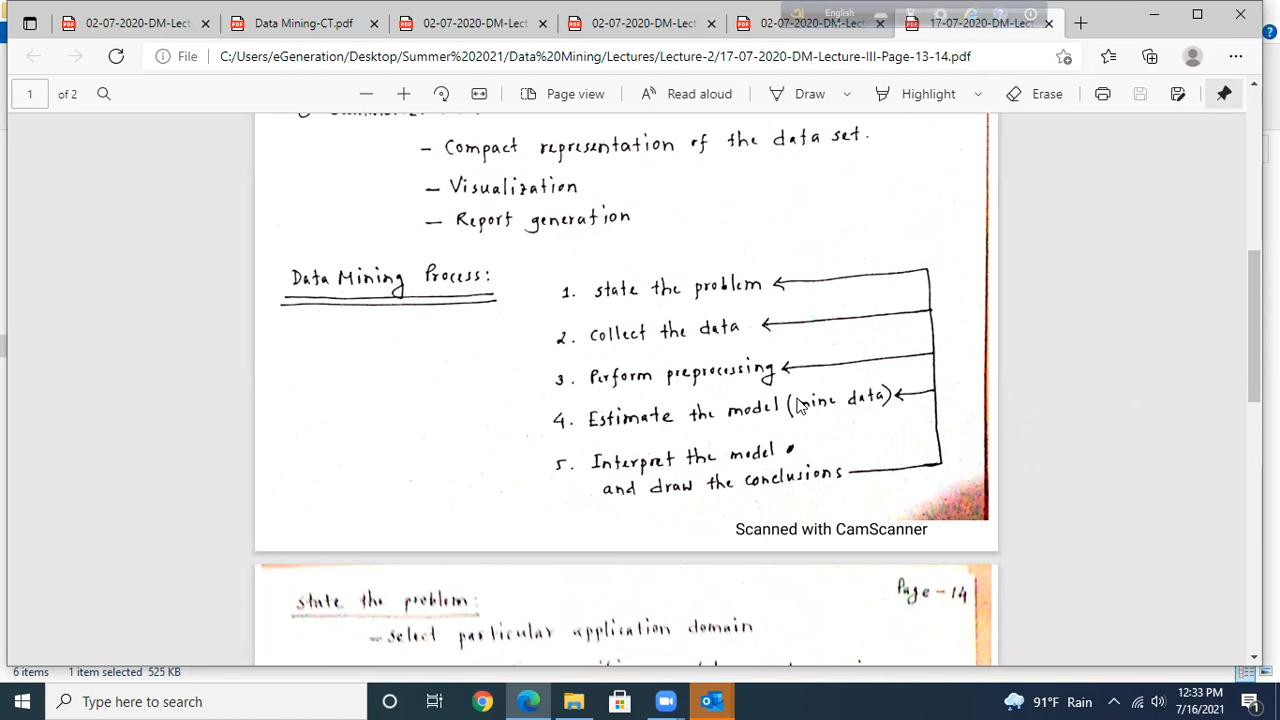 02-07-2020-DM-Lect
Data Mining-CT.pdf
02-07-2020-DM-Lect
02-07-2020-DM-Lect
02-07-2020-DM-Lect
17-07-2020-DM-Lect
English
File
C:/Users/eGeneration/Desktop/Summer%202021/Data%20Mining/Lectures/Lecture-2/17-07-2020-DM-Lecture-III-Page-13-14.pdf
1 of 2
Page view
Read aloud
Draw
Highlight
Erase
- Compact representation of the data set.
- Visualization
- Report generation
Data Mining Process:
1. state the problem
2. collect the data
3. Perform preprocessing
4. Estimate the model (mine data)
5. Interpret the model
and draw the conclusions
Scanned with CamScanner
Page - 14
state the problem:
- select particular application domain
6 items 1 item selected 525 KB
Type here to search
91°F Rain
12:33 PM
7/16/2021